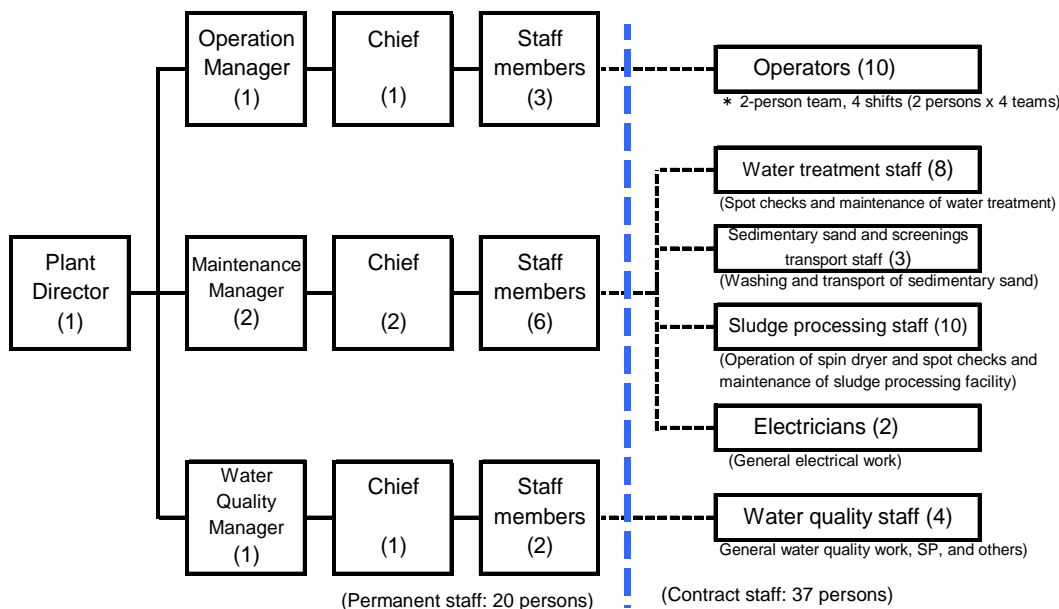 Operation
Manager
(1)
Chief
(1)
Staff
members
(3)
Operators (10)
* 2-person team, 4 shifts (2 persons x 4 teams)
Water treatment staff (8)
(Spot checks and maintenance of water treatment)
Plant
Director
(1)
Maintenance
Manager
(2)
Chief
(2)
Staff
members
(6)
Sedimentary sand and screenings
transport staff (3)
(Washing and transport of sedimentary sand)
Sludge processing staff (10)
(Operation of spin dryer and spot checks and
maintenance of sludge processing facility)
Electricians (2)
(General electrical work)
Water
Quality
Manager
(1)
Chief
(1)
Staff
members
(2)
Water quality staff (4)
General water quality work, SP, and others)
(Permanent staff: 20 persons)
(Contract staff: 37 persons)